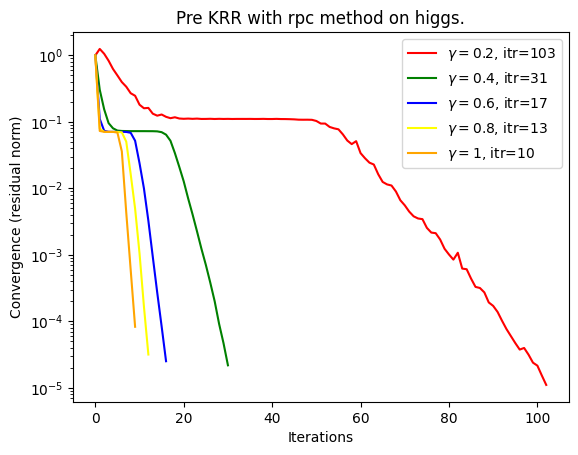 Pre KRR with rpc method on higgs.
γ = 0.2, itr=103
γ = 0.4, itr=31
γ = 0.6, itr=17
γ = 0.8, itr=13
γ = 1, itr=10
Convergence (residual norm)
10⁰
10⁻¹
10⁻²
10⁻³
10⁻⁴
10⁻⁵
0 20 40 60 80 100
Iterations